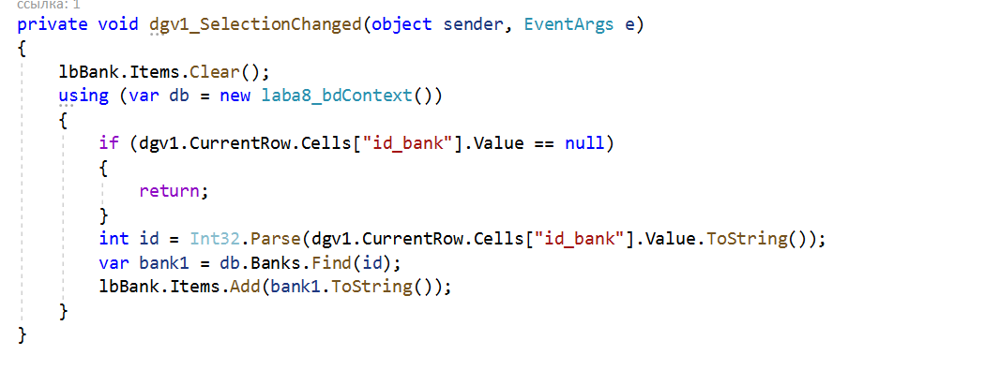 ссылка: 1
private void dgv1_SelectionChanged(object sender, EventArgs e)
{
lbBank.Items.Clear();
using (var db = new laba8_bdContext())
{
if (dgv1.CurrentRow.Cells["id_bank"].Value == null)
{
return;
}
int id = Int32.Parse(dgv1.CurrentRow.Cells["id_bank"].Value.ToString());
var bank1 = db.Banks.Find(id);
lbBank.Items.Add(bank1.ToString());
}
}